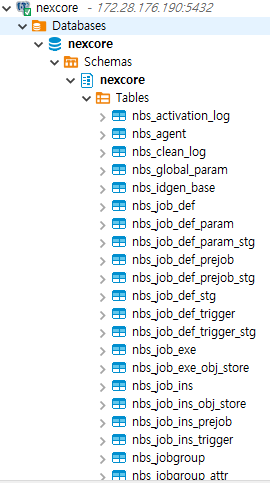 nexcore - 172.28.176.190:5432
Databases
nexcore
Schemas
nexcore
Tables
nbs_activation_log
nbs_agent
nbs_clean_log
nbs_global_param
nbs_idgen_base
nbs_job_def
nbs_job_def_param
nbs_job_def_param_stg
nbs_job_def_prejob
nbs_job_def_prejob_stg
nbs_job_def_stg
nbs_job_def_trigger
nbs_job_def_trigger_stg
nbs_job_exe
nbs_job_exe_obj_store
nbs_job_ins
nbs_job_ins_obj_store
nbs_job_ins_prejob
nbs_job_ins_trigger
nbs_jobgroup
nbs_jobgroup_attr